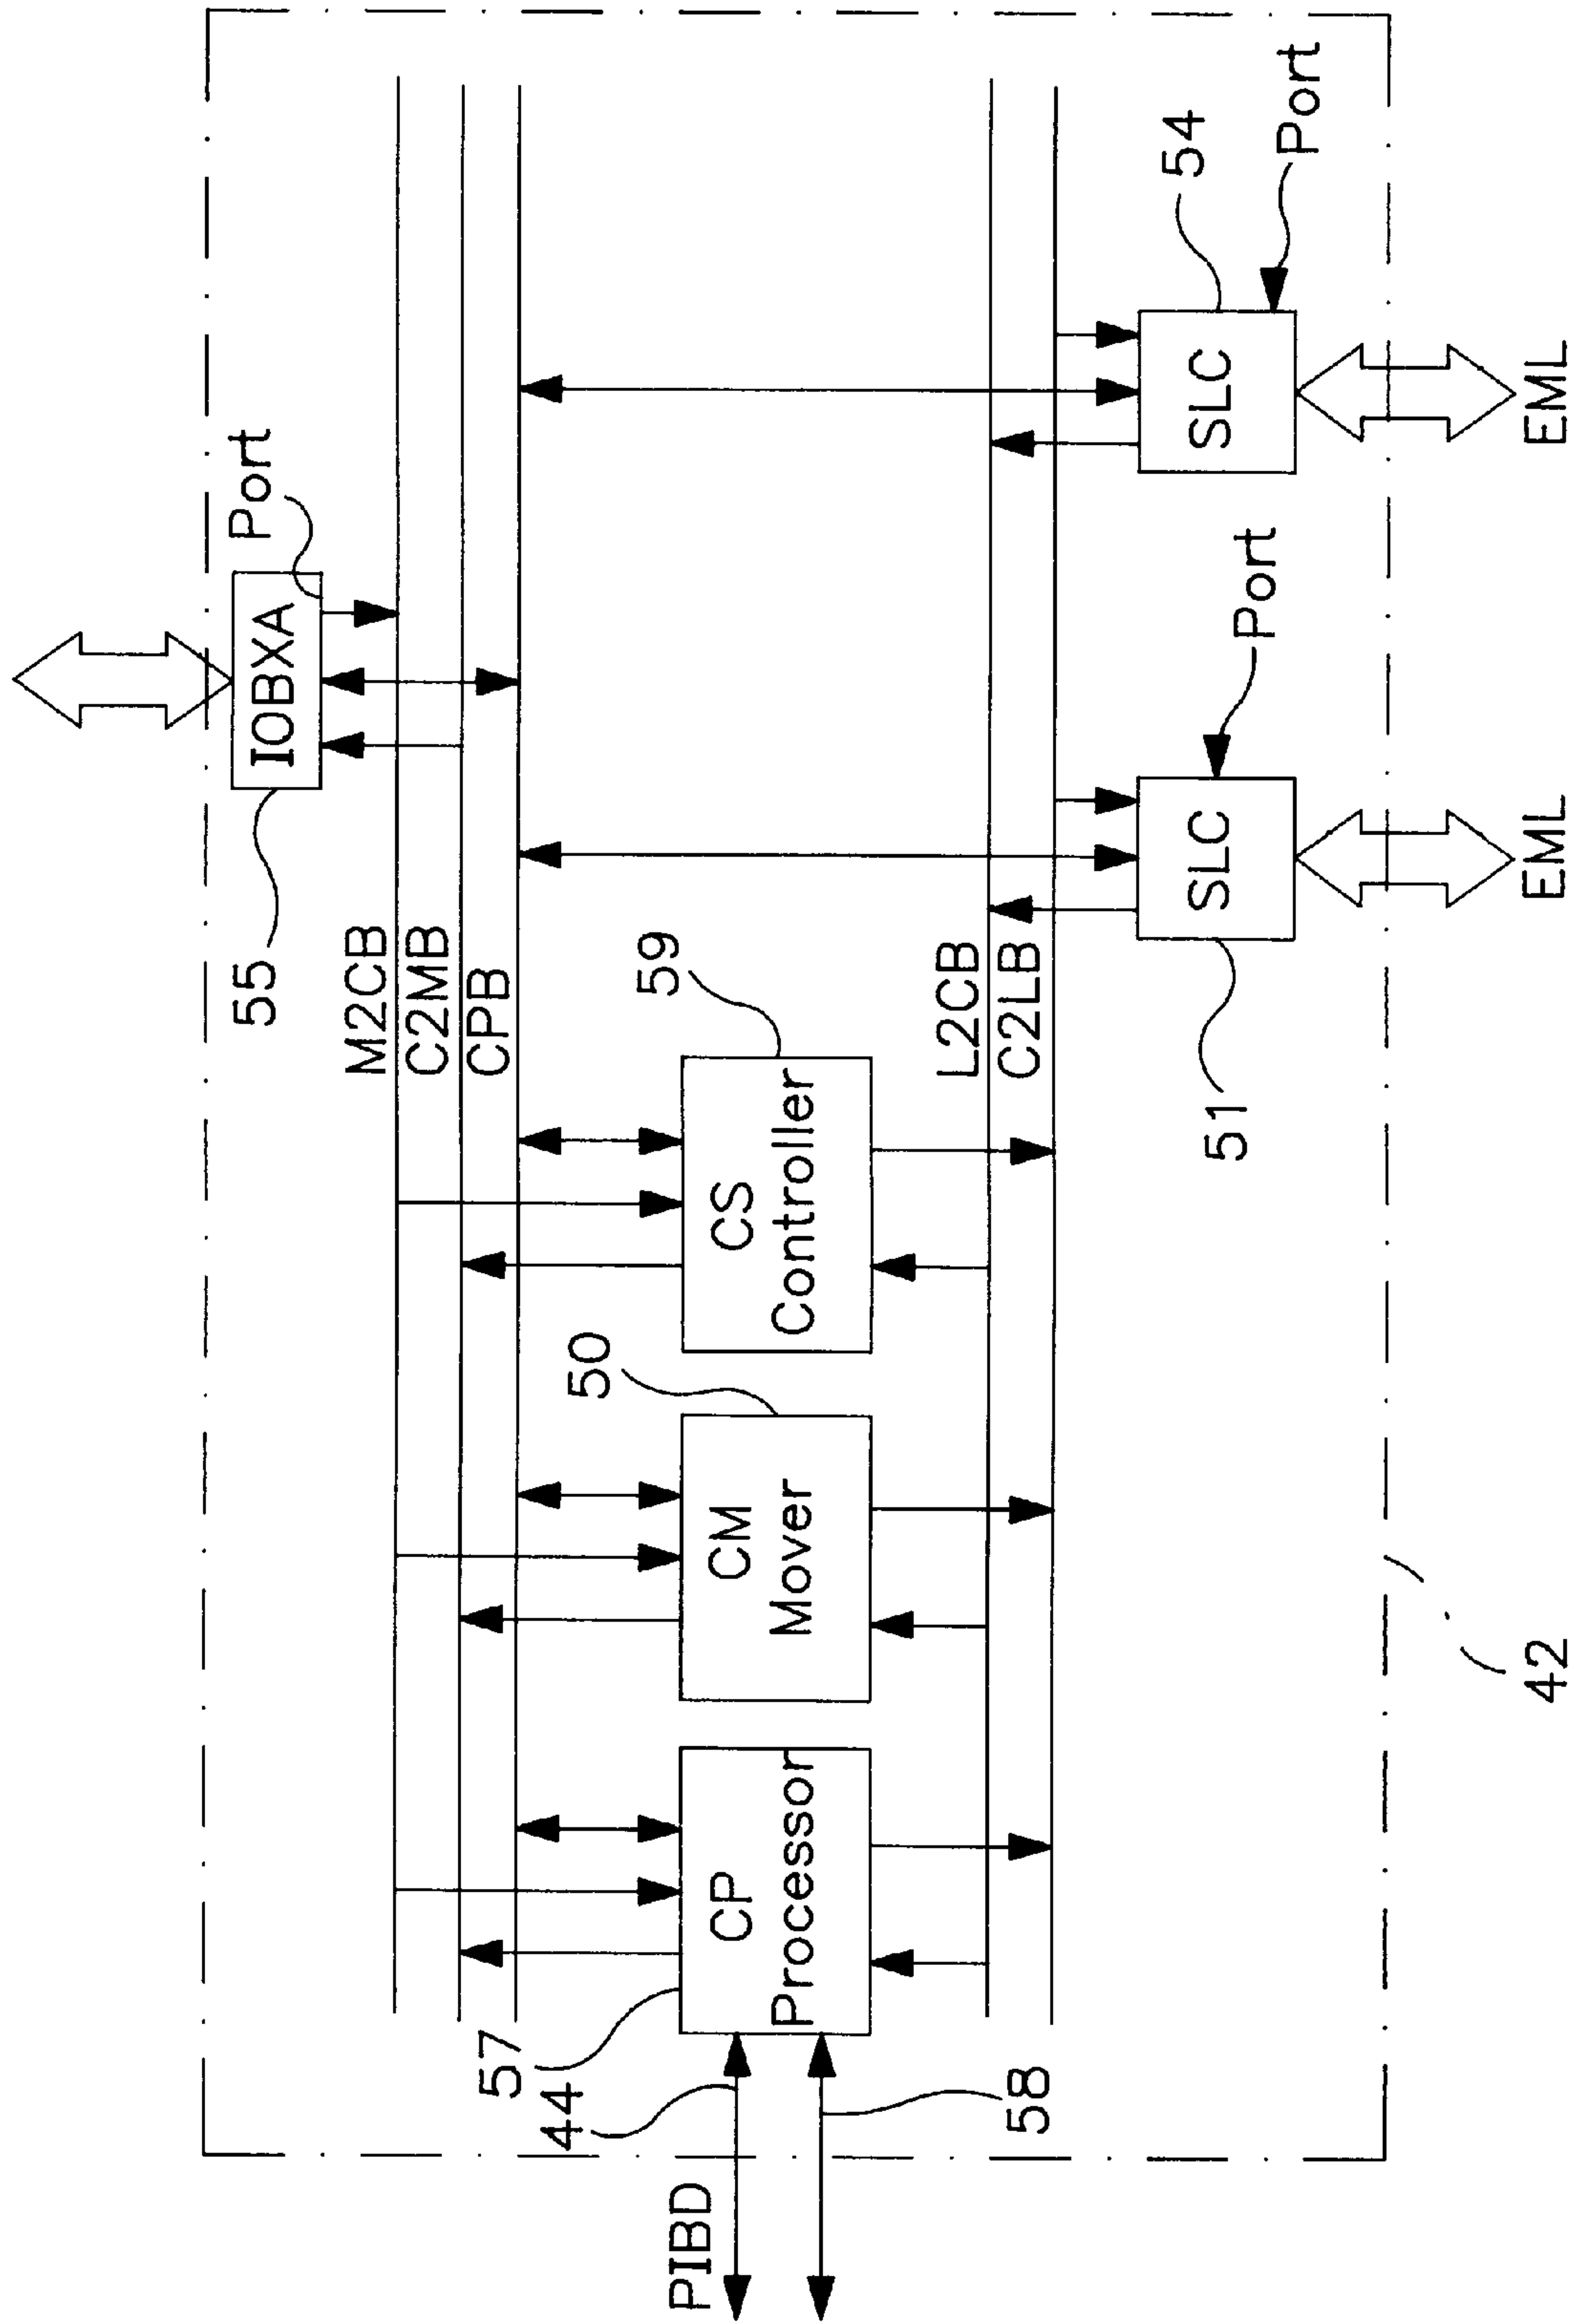 55
Port
IOBXA
M2CB
C2MB
CPB
57
44
50
59
PIBD
CP
Processor
CM
Mover
CS
Controller
L2CB
C2LB
58
54
SLC
SLC
51
Port
Port
42
EML
EML